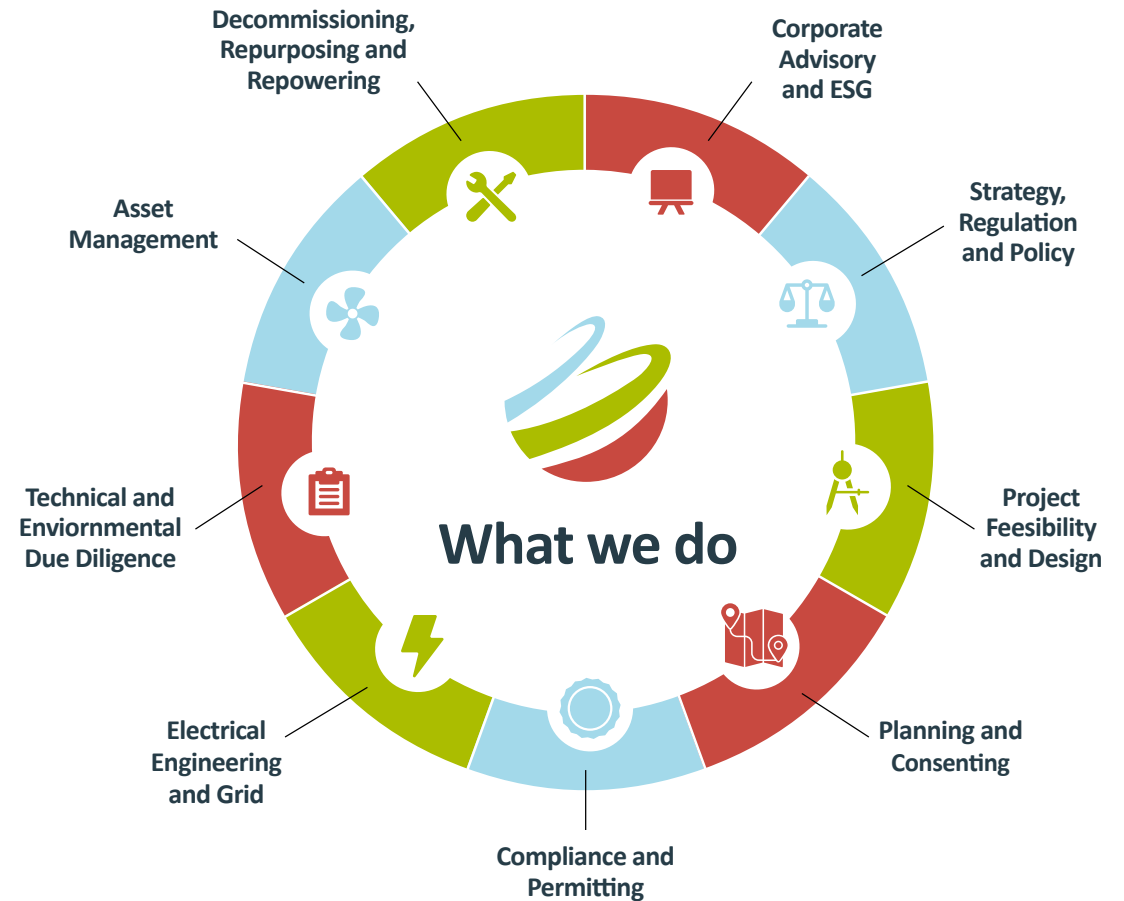 Decommissioning,
Repurposing and
Repowering
Corporate
Advisory
and ESG
Strategy,
Regulation
and Policy
Project
Feesibility
and Design
Planning and
Consenting
Compliance and
Permitting
Electrical
Engineering
and Grid
Technical and
Enviornmental
Due Diligence
Asset
Management
What we do